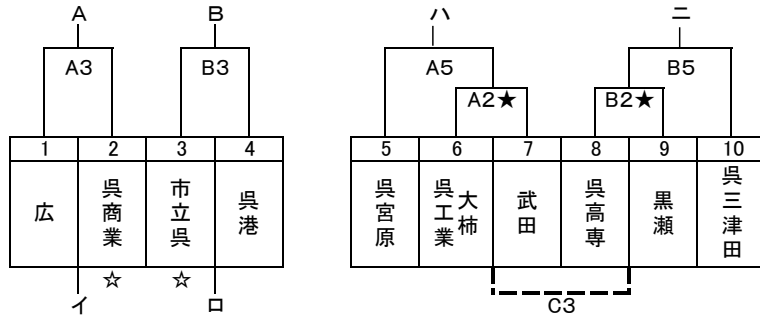 A B ハ ニ
A3 B3 A5 B5
A2★ B2★
1 2 3 4 5 6 7 8 9 10
広 呉商業 市立呉 呉港 呉宮原 呉工業 大柿 武田 呉高専 黒瀬 呉三津田
☆ ☆
イ ロ C3